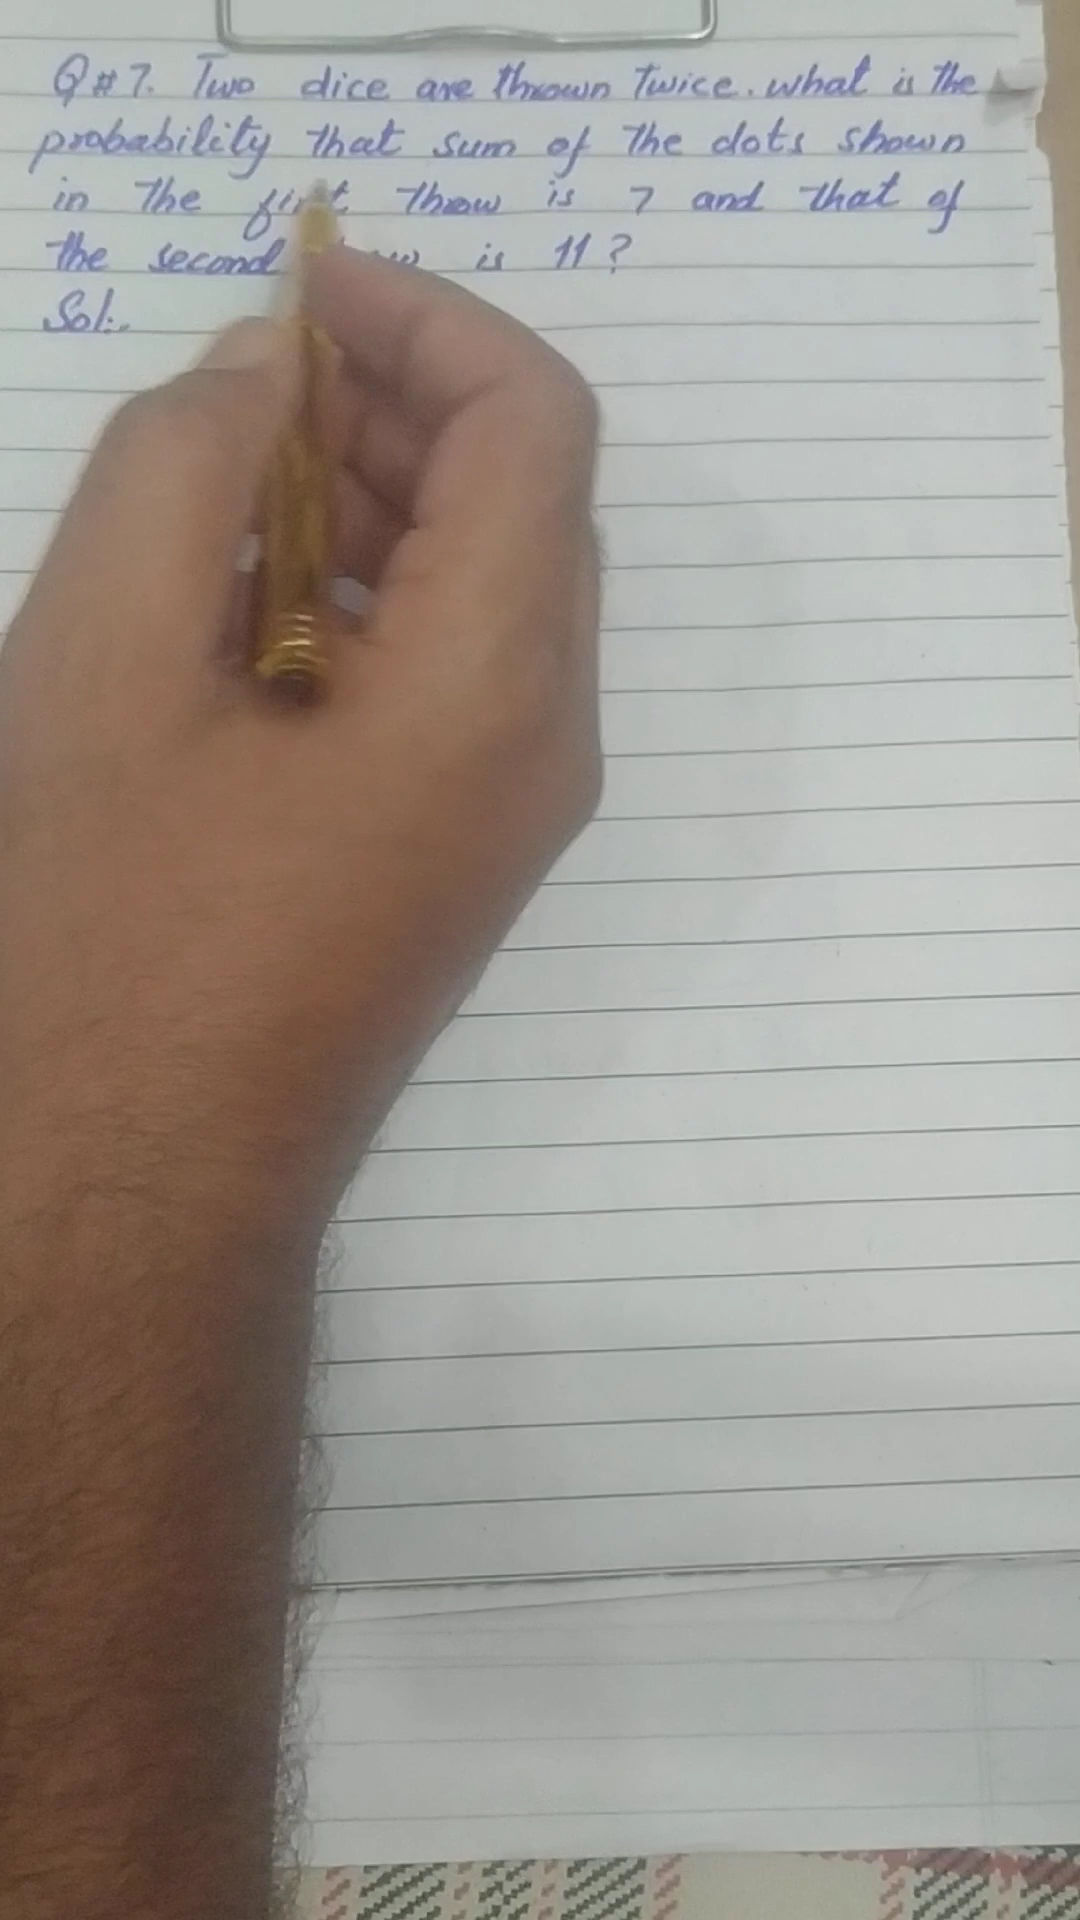 Q#7. Two dice are thrown Twice. what is the
probability that sum of the dots shown
in the first throw is 7 and that of
the second is 11?
Sol:.